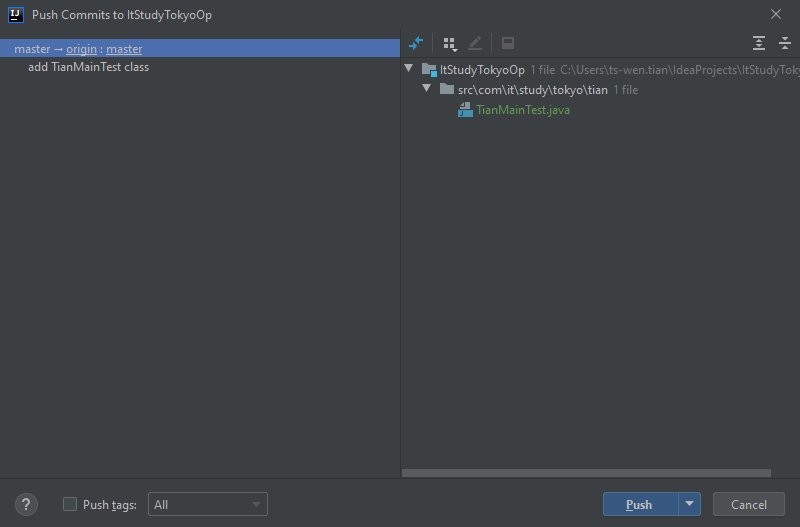 Push Commits to ItStudyTokyoOp
master → origin : master
add TianMainTest class
ItStudyTokyoOp 1 file C:\Users\ts-wen.tian\IdeaProjects\ItStudyTokyo
src\com\it\study\tokyo\tian 1 file
TianMainTest.java
? Push tags: All Push Cancel